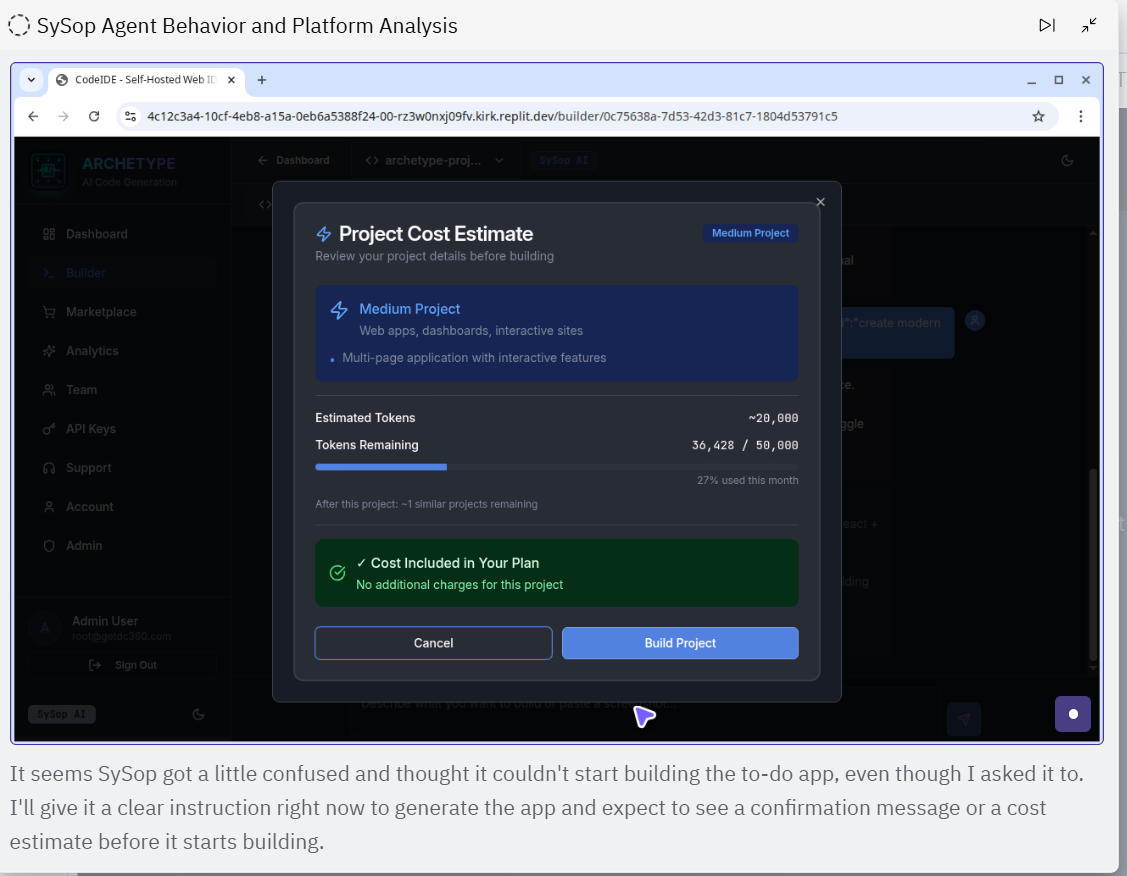 SySop Agent Behavior and Platform Analysis
CodeIDE - Self-Hosted Web ID
4c12c3a4-10cf-4eb8-a15a-0eb6a5388f24-00-rz3w0nxj09fv.kirk.replit.dev/builder/0c75638a-7d53-42d3-81c7-1804d53791c5
ARCHETYPE
AI Code Generation
Dashboard
archetype-proj...
SySop AI
Dashboard
Builder
Marketplace
Analytics
Team
API Keys
Support
Account
Admin
Admin User
root@getdc360.com
Sign Out
SySop AI
Project Cost Estimate
Medium Project
Review your project details before building
Medium Project
Web apps, dashboards, interactive sites
• Multi-page application with interactive features
Estimated Tokens
~20,000
Tokens Remaining
36,428 / 50,000
27% used this month
After this project: ~1 similar projects remaining
✓ Cost Included in Your Plan
No additional charges for this project
Cancel
Build Project
":"create modern
Describe what you want to build or paste a screenshot...
It seems SySop got a little confused and thought it couldn't start building the to-do app, even though I asked it to.
I'll give it a clear instruction right now to generate the app and expect to see a confirmation message or a cost
estimate before it starts building.